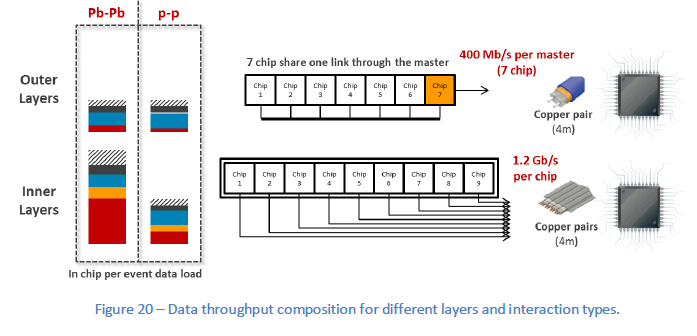 Pb-Pb
p-p
Outer
Layers
Inner
Layers
In chip per event data load
7 chip share one link through the master
Chip
1
Chip
2
Chip
3
Chip
4
Chip
5
Chip
6
Chip
7
400 Mb/s per master
(7 chip)
Copper pair
(4m)
Chip
1
Chip
2
Chip
3
Chip
4
Chip
5
Chip
6
Chip
7
Chip
8
Chip
9
1.2 Gb/s
per chip
Copper pairs
(4m)
Figure 20 – Data throughput composition for different layers and interaction types.